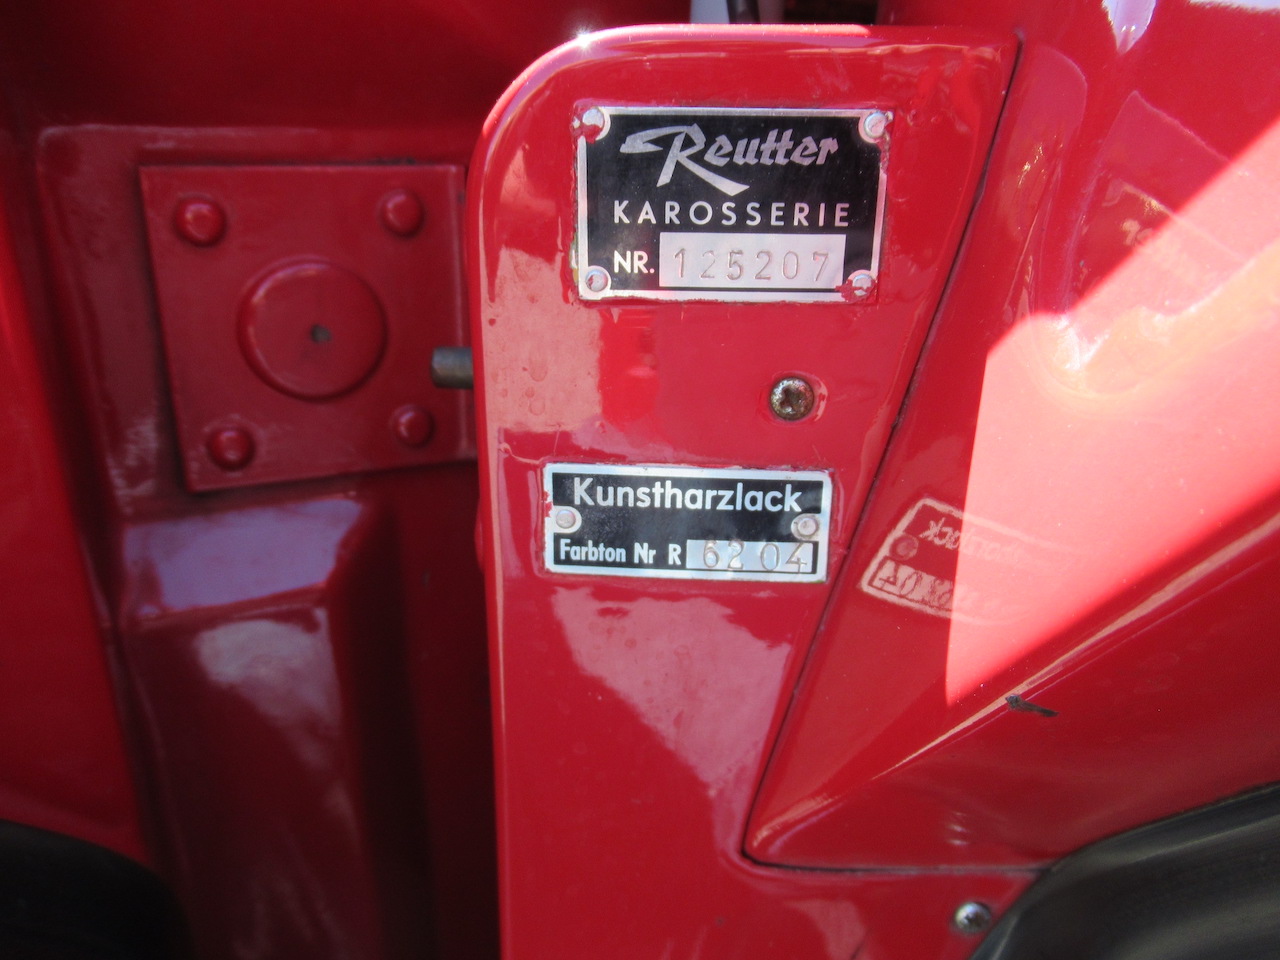 Reutter
KAROSSERIE
NR. 125207
Kunstharzlack
Farbton Nr R 6204